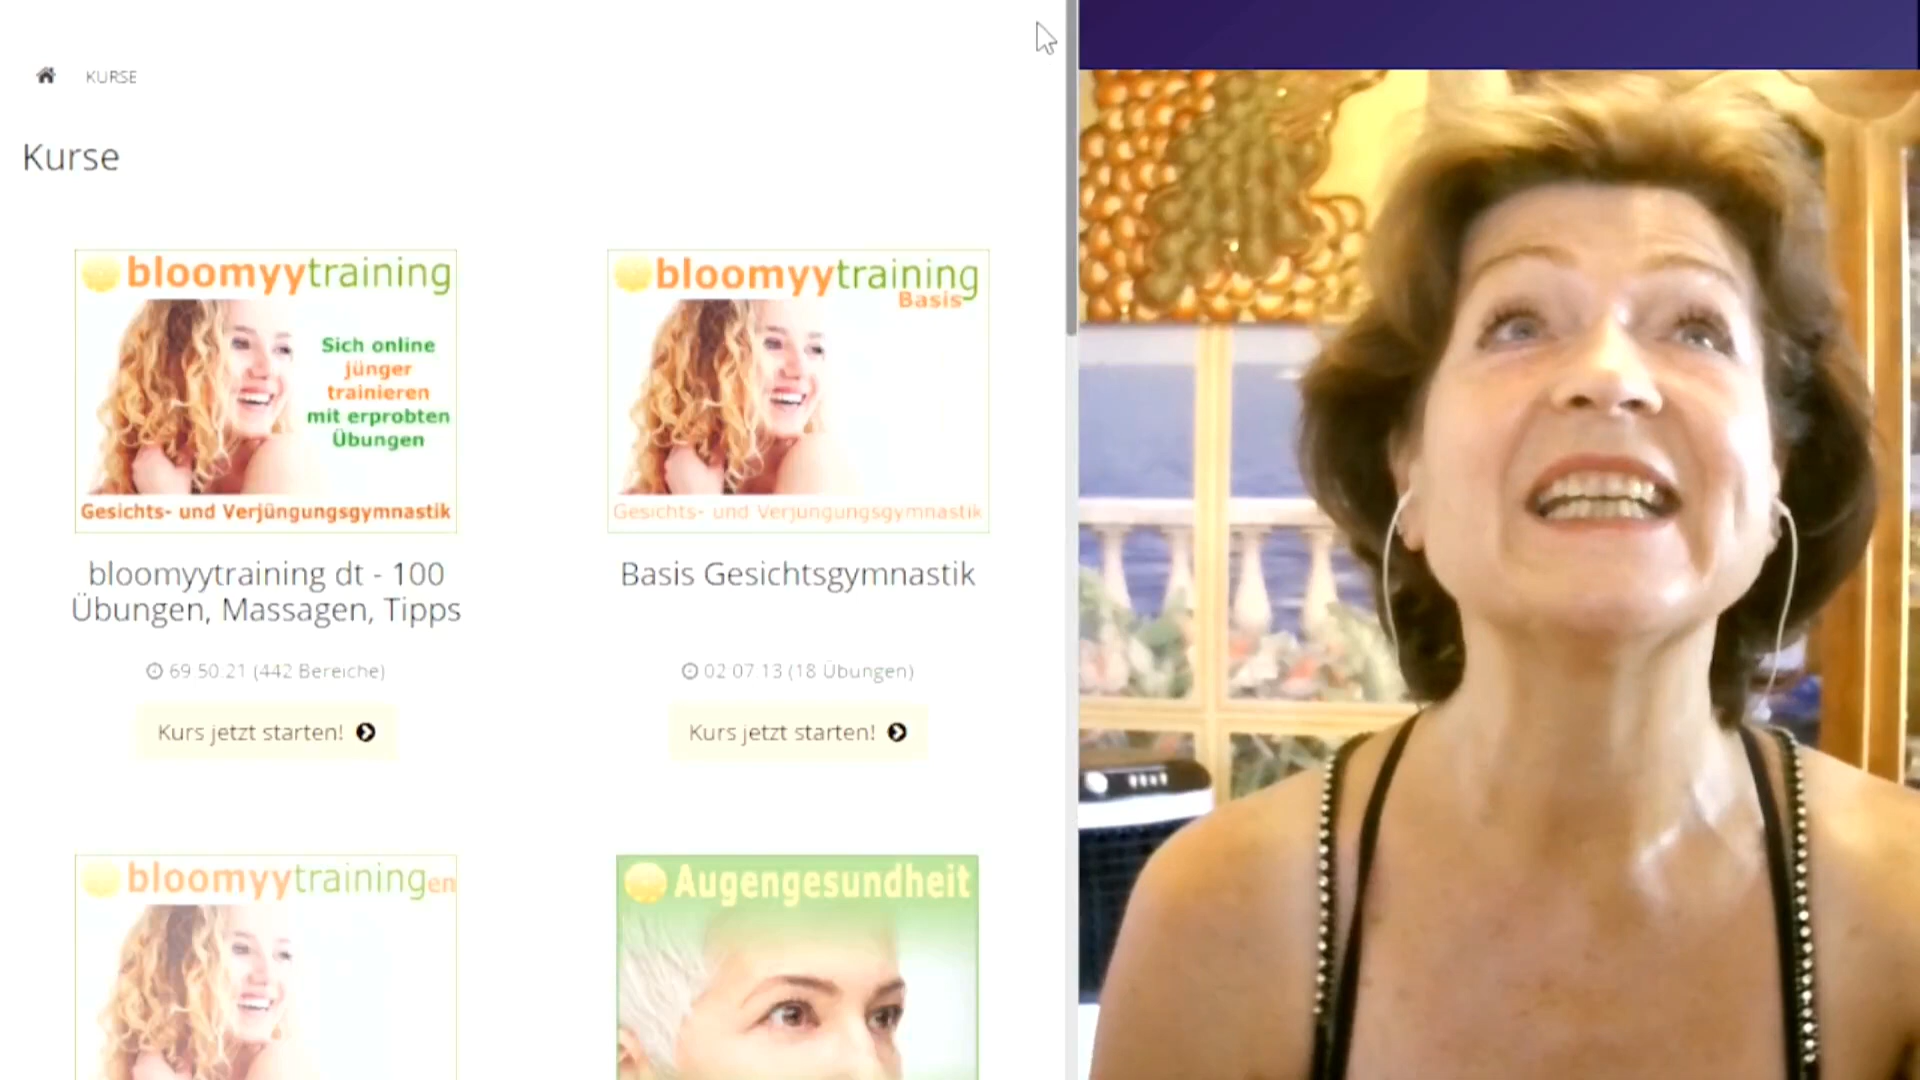 KURSE
Kurse
bloomyytraining
Sich online
jünger
trainieren
mit erprobten
Übungen
Gesichts- und Verjüngungsgymnastik
bloomyytraining dt - 100
Übungen, Massagen, Tipps
69:50:21 (442 Bereiche)
Kurs jetzt starten!
bloomyytraining
Basis
Gesichts- und Verjüngungsgymnastik
Basis Gesichtsgymnastik
02:07:13 (18 Übungen)
Kurs jetzt starten!
bloomyytraining en
Augengesundheit